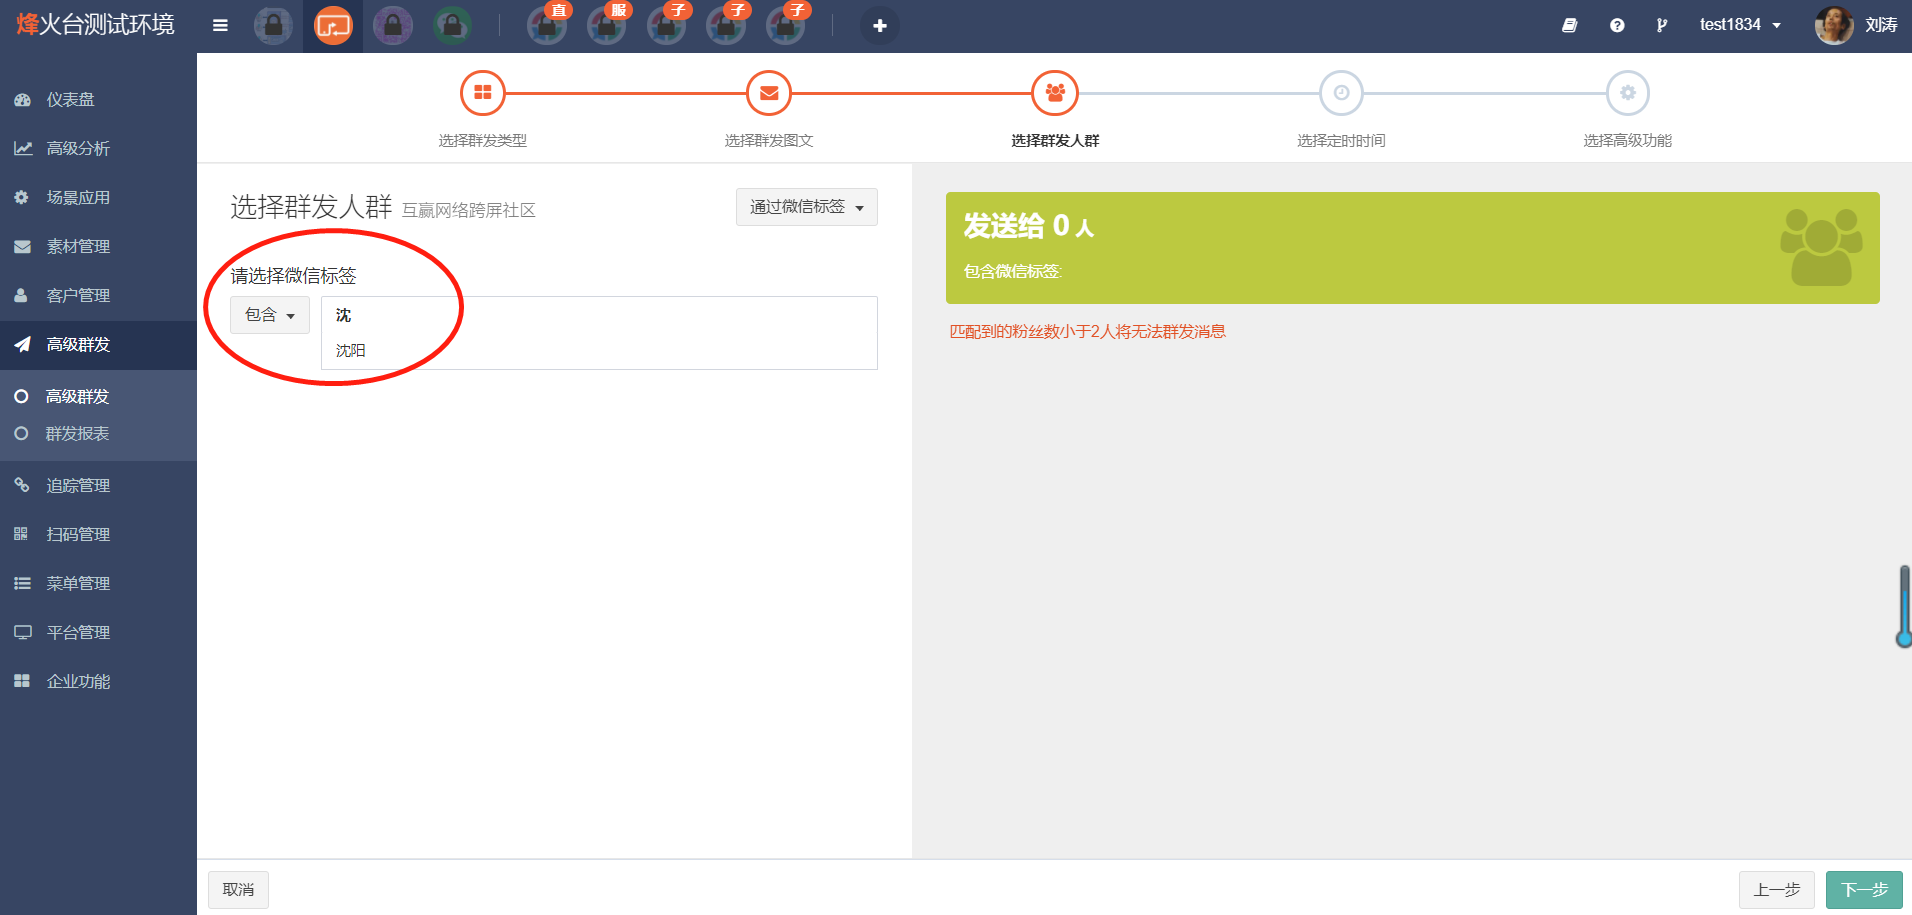 烽火台测试环境
直
服
子
子
子
test1834
刘涛
仪表盘
高级分析
场景应用
素材管理
客户管理
高级群发
高级群发
群发报表
追踪管理
扫码管理
菜单管理
平台管理
企业功能
选择群发类型
选择群发图文
选择群发人群
选择定时时间
选择高级功能
选择群发人群 互赢网络跨屏社区
通过微信标签
请选择微信标签
包含
沈
沈阳
发送给 0 人
包含微信标签:
匹配到的粉丝数小于2人将无法群发消息
取消
上一步
下一步